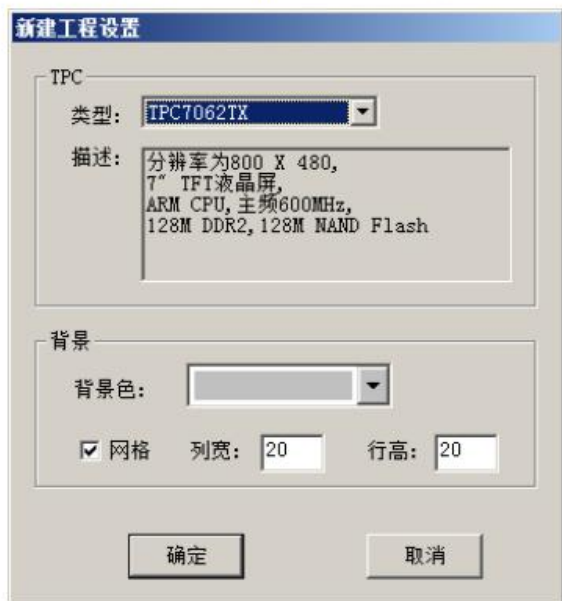 新建工程设置
TPC
类型: TPC7062TX
描述: 分辨率为800 X 480,
7" TFT液晶屏,
ARM CPU,主频600MHz,
128M DDR2,128M NAND Flash
背景
背景色:
网格 列宽: 20 行高: 20
确定 取消